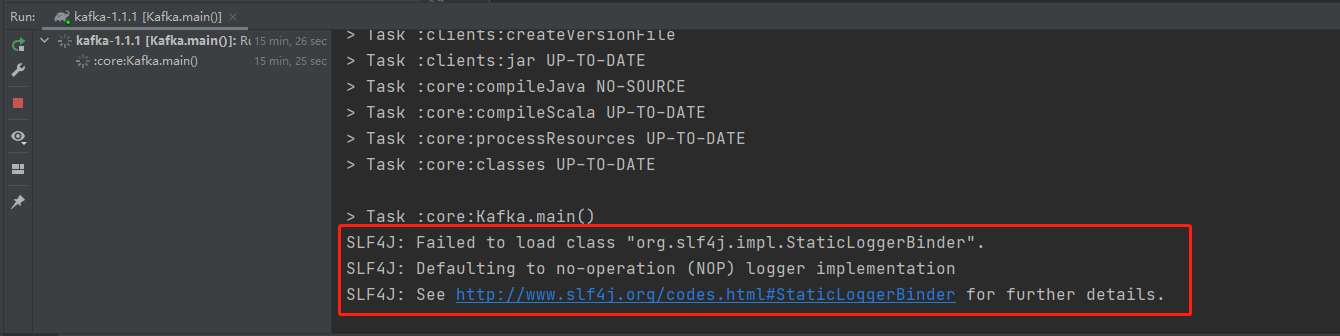 Run: kafka-1.1.1 [Kafka.main()]
kafka-1.1.1 [Kafka.main()]: Ru 15 min, 26 sec
:core:Kafka.main() 15 min, 25 sec
> Task :clients:createVersionFile
> Task :clients:jar UP-TO-DATE
> Task :core:compileJava NO-SOURCE
> Task :core:compileScala UP-TO-DATE
> Task :core:processResources UP-TO-DATE
> Task :core:classes UP-TO-DATE
> Task :core:Kafka.main()
SLF4J: Failed to load class "org.slf4j.impl.StaticLoggerBinder".
SLF4J: Defaulting to no-operation (NOP) logger implementation
SLF4J: See http://www.slf4j.org/codes.html#StaticLoggerBinder for further details.